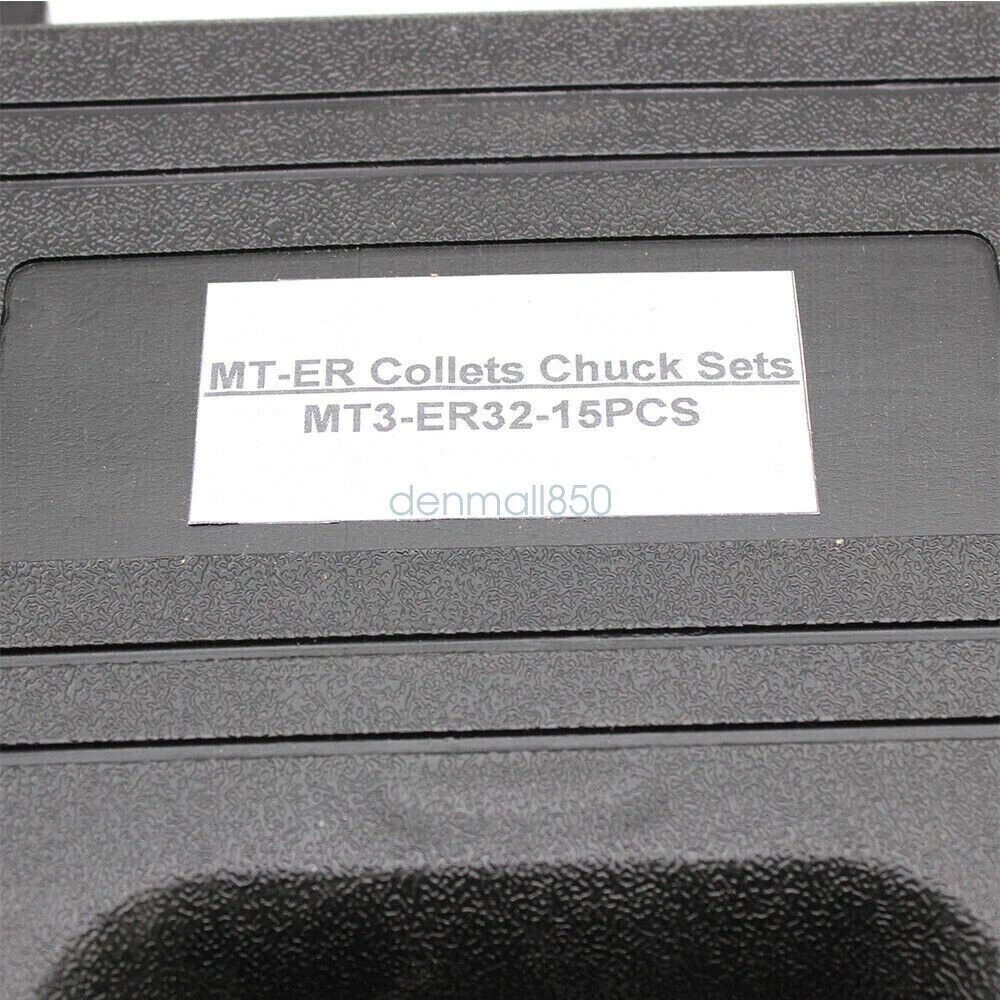 MT-ER Collets Chuck Sets
MT3-ER32-15PCS
denmall850